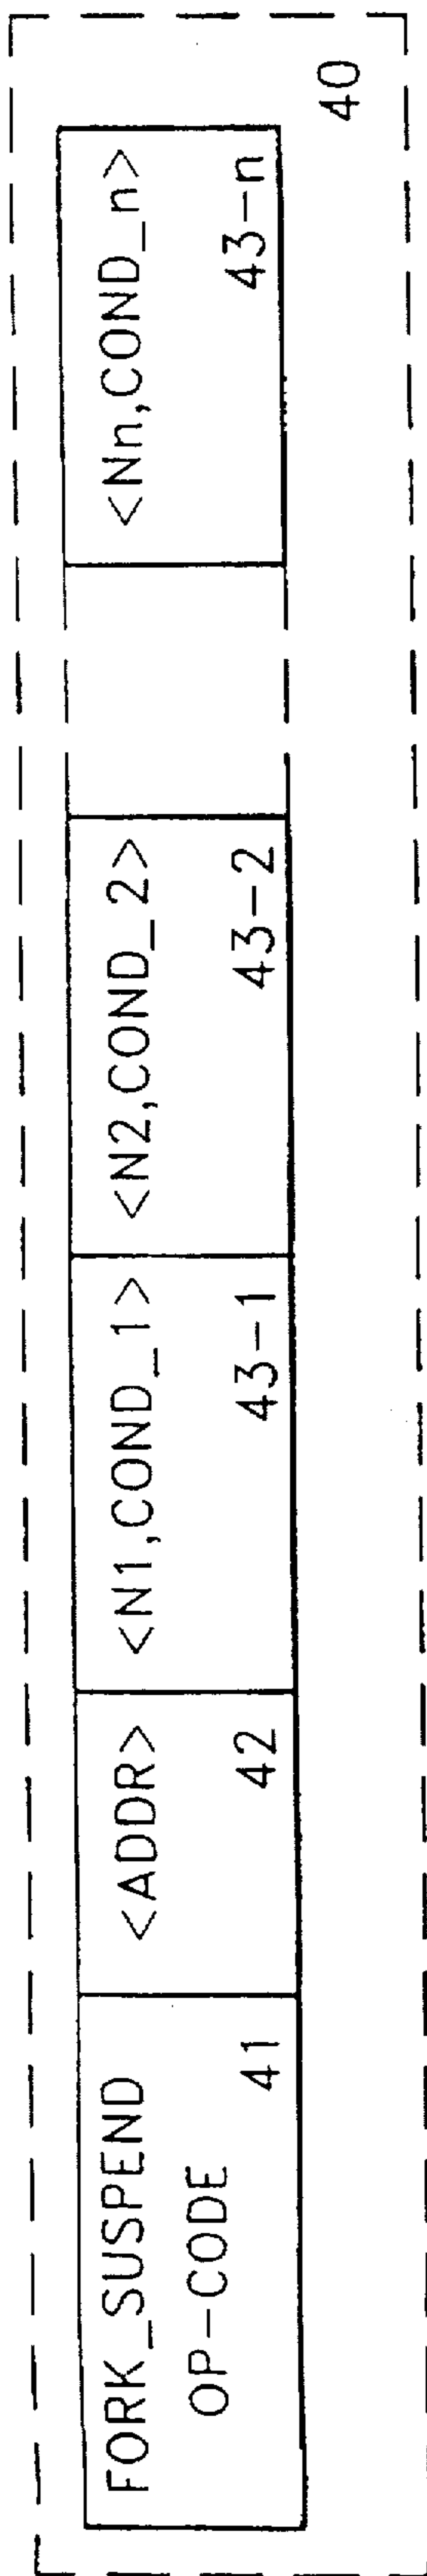 FORK_SUSPEND
OP-CODE
41
<ADDR>
42
<N1,COND_1>
43-1
<N2,COND_2>
43-2
<Nn,COND_n>
43-n
40